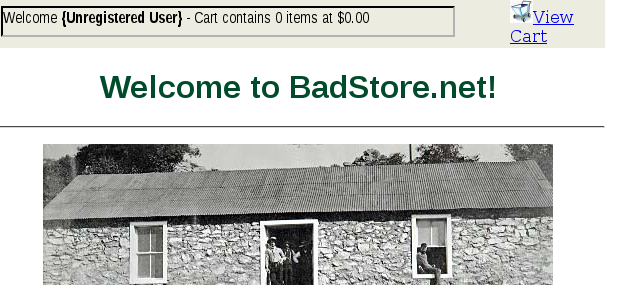 Welcome {Unregistered User} - Cart contains 0 items at $0.00
View
Cart
Welcome to BadStore.net!